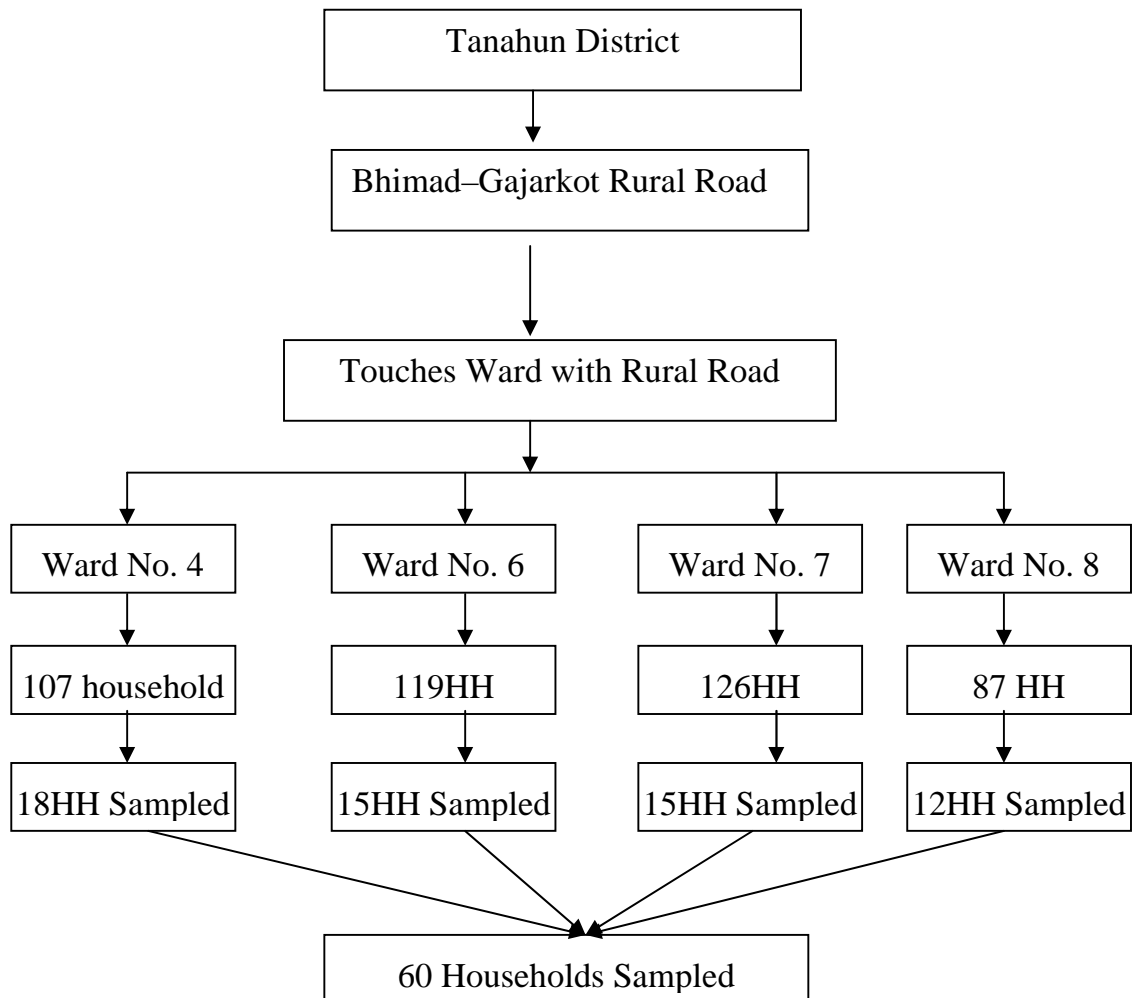 Tanahun District
Bhimad–Gajarkot Rural Road
Touches Ward with Rural Road
Ward No. 4
Ward No. 6
Ward No. 7
Ward No. 8
107 household
119HH
126HH
87 HH
18HH Sampled
15HH Sampled
15HH Sampled
12HH Sampled
60 Households Sampled